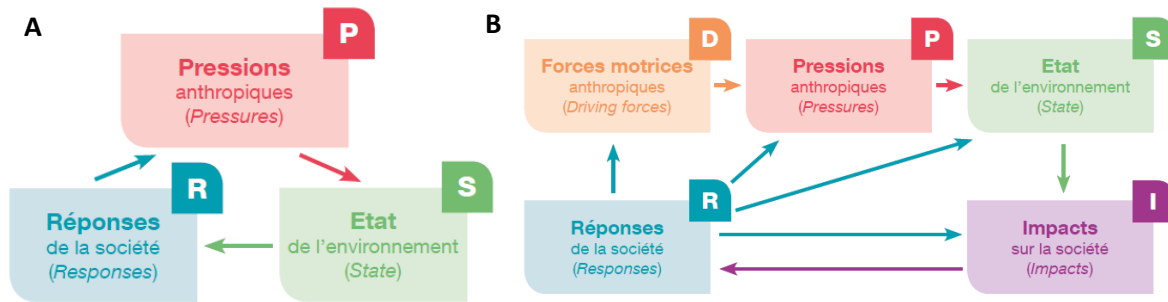 A
P
Pressions
anthropiques
(Pressures)
R
Réponses
de la société
(Responses)
S
Etat
de l'environnement
(State)
B
D
Forces motrices
anthropiques
(Driving forces)
P
Pressions
anthropiques
(Pressures)
S
Etat
de l'environnement
(State)
R
Réponses
de la société
(Responses)
I
Impacts
sur la société
(Impacts)